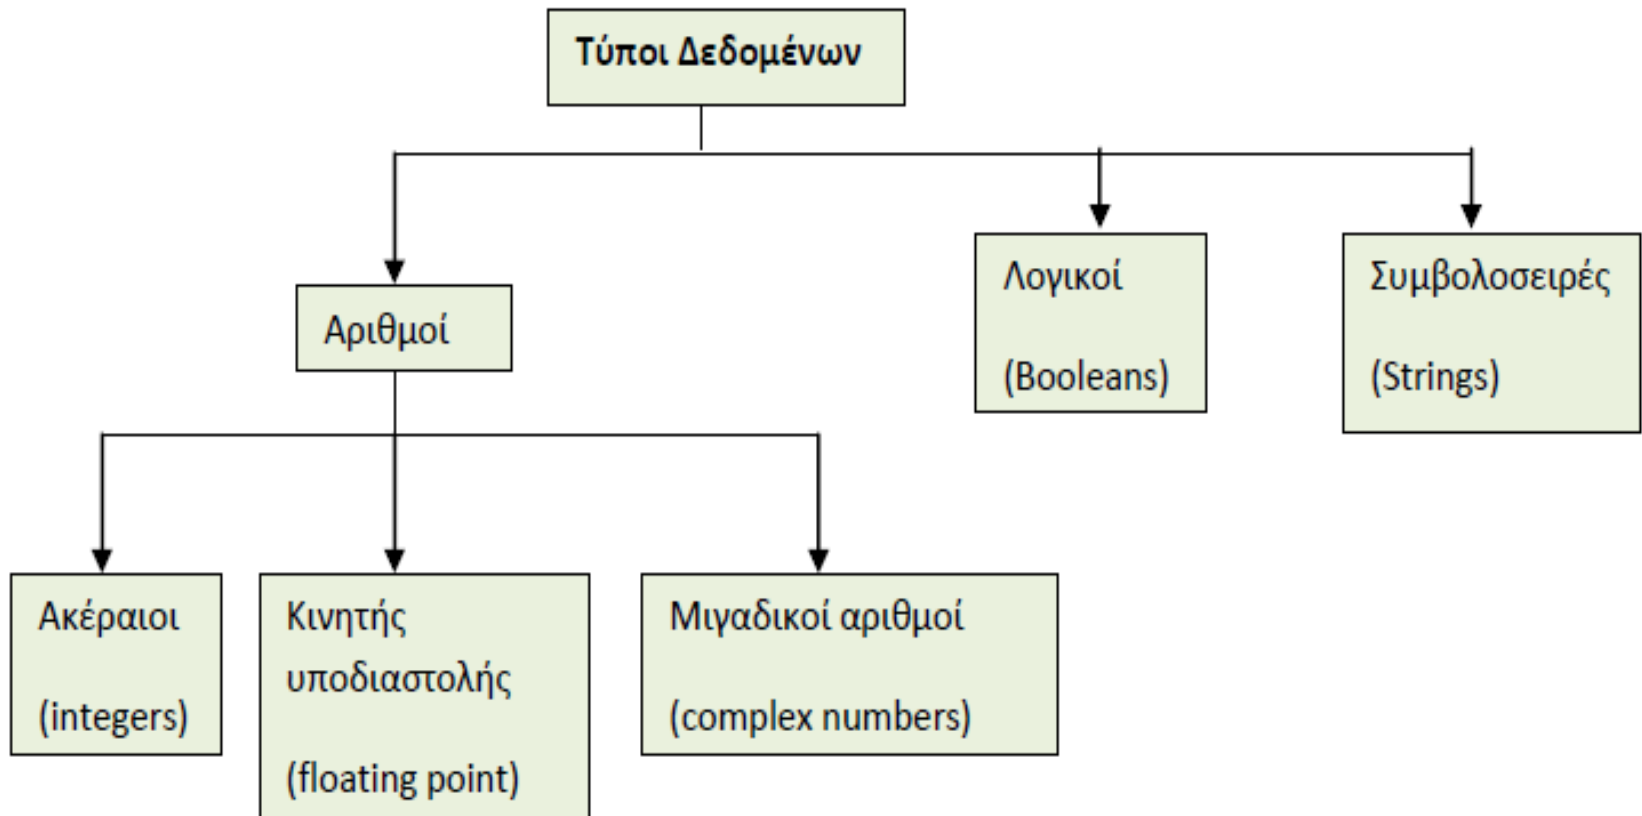 Τύποι Δεδομένων
Αριθμοί
Λογικοί
(Booleans)
Συμβολοσειρές
(Strings)
Ακέραιοι
(integers)
Κινητής
υποδιαστολής
(floating point)
Μιγαδικοί αριθμοί
(complex numbers)